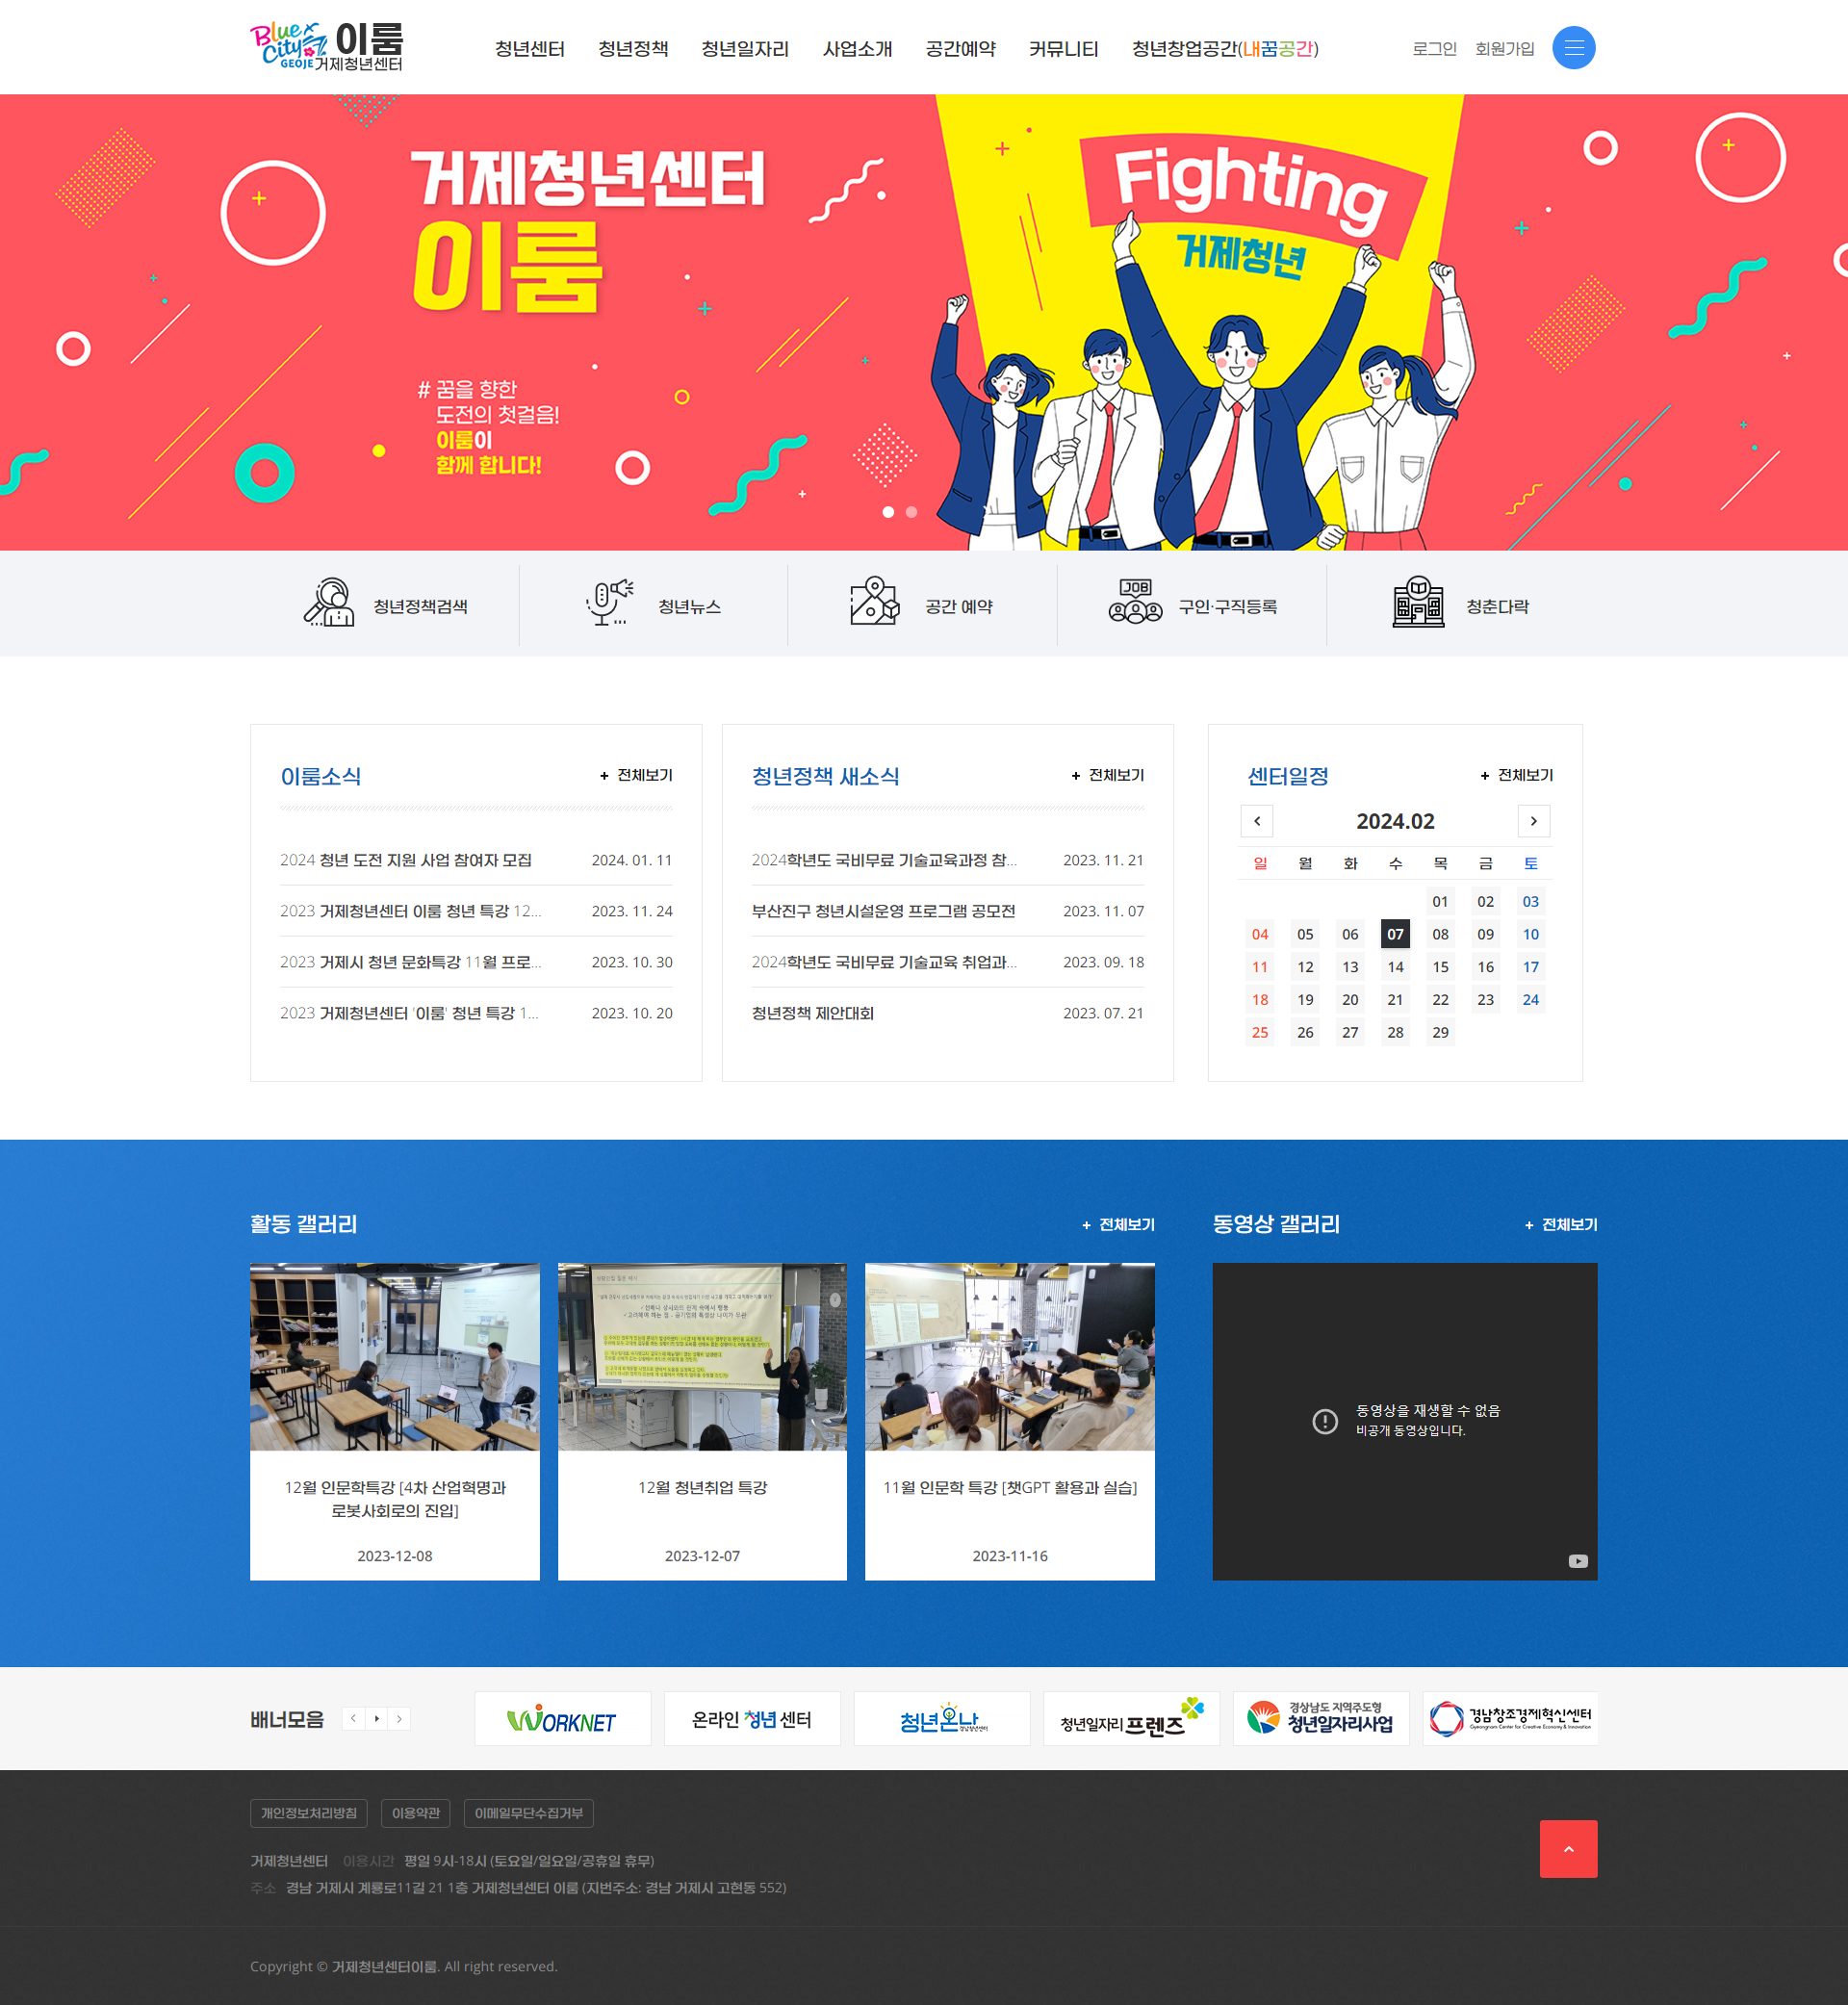 Blue City GEOJE 이룸 거제청년센터
청년센터 청년정책 청년일자리 사업소개 공간예약 커뮤니티 청년창업공간(내꿈공간)
로그인 회원가입
거제청년센터
이룸
# 꿈을 향한
도전의 첫걸음!
이룸이
함께 합니다!
Fighting
거제청년
청년정책검색
청년뉴스
공간 예약
JOB
구인·구직등록
청춘다락
이룸소식 + 전체보기
2024 청년 도전 지원 사업 참여자 모집 2024. 01. 11
2023 거제청년센터 이룸 청년 특강 12... 2023. 11. 24
2023 거제시 청년 문화특강 11월 프로... 2023. 10. 30
2023 거제청년센터 '이룸' 청년 특강 1... 2023. 10. 20
청년정책 새소식 + 전체보기
2024학년도 국비무료 기술교육과정 참... 2023. 11. 21
부산진구 청년시설운영 프로그램 공모전 2023. 11. 07
2024학년도 국비무료 기술교육 취업과... 2023. 09. 18
청년정책 제안대회 2023. 07. 21
센터일정 + 전체보기
2024.02
일 월 화 수 목 금 토
01 02 03
04 05 06 07 08 09 10
11 12 13 14 15 16 17
18 19 20 21 22 23 24
25 26 27 28 29
활동 갤러리 + 전체보기
12월 인문학특강 [4차 산업혁명과
로봇사회로의 진입]
2023-12-08
12월 청년취업 특강
2023-12-07
11월 인문학 특강 [챗GPT 활용과 실습]
2023-11-16
동영상 갤러리 + 전체보기
동영상을 재생할 수 없음
비공개 동영상입니다.
배너모음
WORKNET
온라인 청년 센터
청년온나 경남청년센터
청년일자리 프렌즈
경상남도 지역주도형
청년일자리사업
경남창조경제혁신센터
Gyeongnam Center for Creative Economy & Innovation
개인정보처리방침 이용약관 이메일무단수집거부
거제청년센터 이용시간 평일 9시-18시 (토요일/일요일/공휴일 휴무)
주소 경남 거제시 계룡로11길 21 1층 거제청년센터 이룸 (지번주소: 경남 거제시 고현동 552)
Copyright © 거제청년센터이룸. All right reserved.